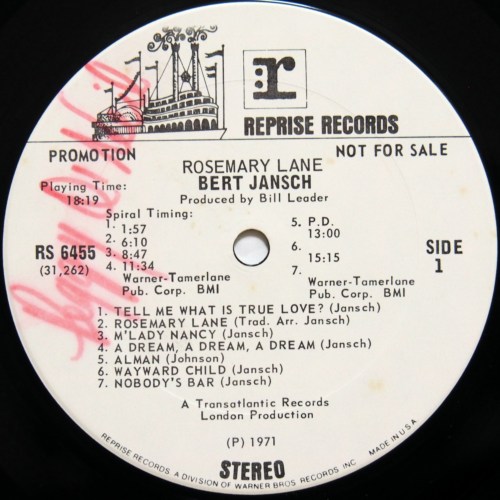 r
REPRISE RECORDS
PROMOTION
NOT FOR SALE
ROSEMARY LANE
BERT JANSCH
Produced by Bill Leader
Playing Time:
18:19
Spiral Timing:
1. 1:57
2. 6:10
3. 8:47
4. 11:34
Warner-Tamerlane
Pub. Corp. BMI
5. P.D.
13:00
6.
15:15
7. Warner-Tamerlane
Pub. Corp. BMI
RS 6455
(31,262)
SIDE
1
1. TELL ME WHAT IS TRUE LOVE? (Jansch)
2. ROSEMARY LANE (Trad. Arr. Jansch)
3. M'LADY NANCY (Jansch)
4. A DREAM, A DREAM, A DREAM (Jansch)
5. ALMAN (Johnson)
6. WAYWARD CHILD (Jansch)
7. NOBODY'S BAR (Jansch)
A Transatlantic Records
London Production
(P) 1971
STEREO
REPRISE RECORDS, A DIVISION OF WARNER BROS. RECORDS INC.
MADE IN U.S.A.